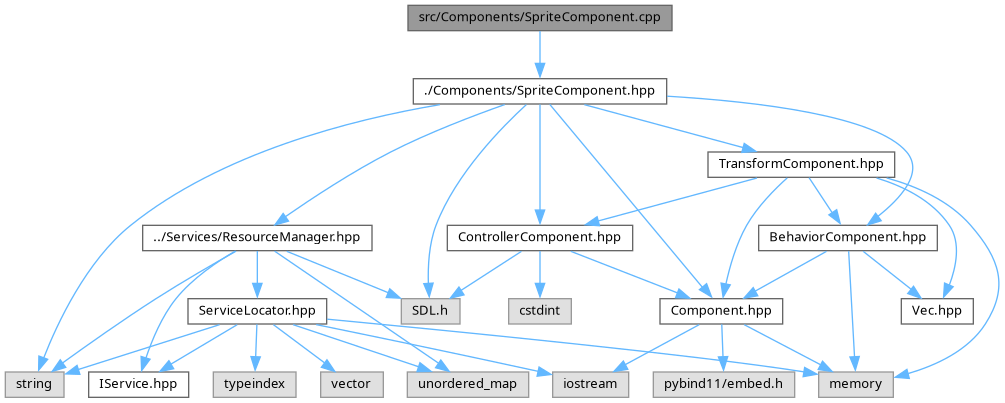 src/Components/SpriteComponent.cpp
./Components/SpriteComponent.hpp
TransformComponent.hpp
../Services/ResourceManager.hpp
ControllerComponent.hpp
BehaviorComponent.hpp
ServiceLocator.hpp
SDL.h
cstdint
Component.hpp
Vec.hpp
string
IService.hpp
typeindex
vector
unordered_map
iostream
pybind11/embed.h
memory